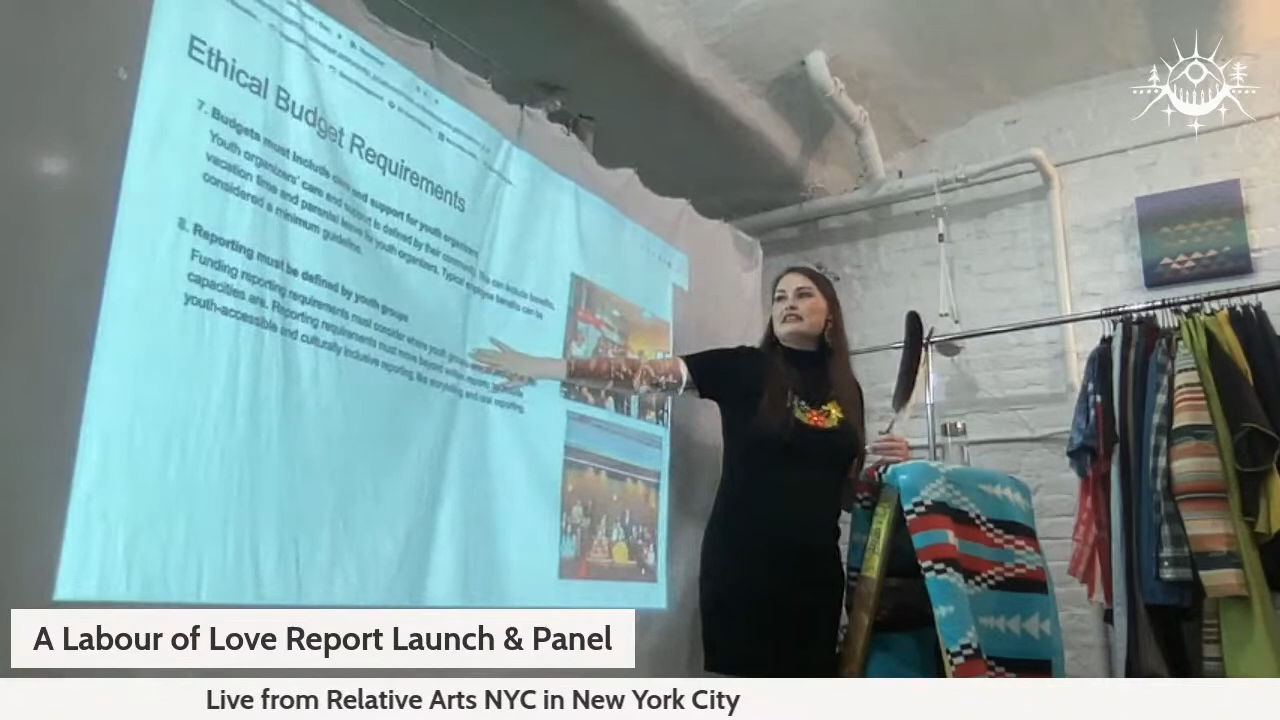 Ethical Budget Requirements
7. Budgets must include care and support for youth organizers
Youth organizers' care and support is defined by their community. This can include benefits,
vacation time and parental leave for youth organizers. Typical employee benefits can be
considered a minimum guideline.
8. Reporting must be defined by youth groups
Funding reporting requirements must consider where youth
capacities are. Reporting requirements must move beyond written reports
youth-accessible and culturally inclusive reporting, like storytelling and oral reporting.
A Labour of Love Report Launch & Panel
Live from Relative Arts NYC in New York City